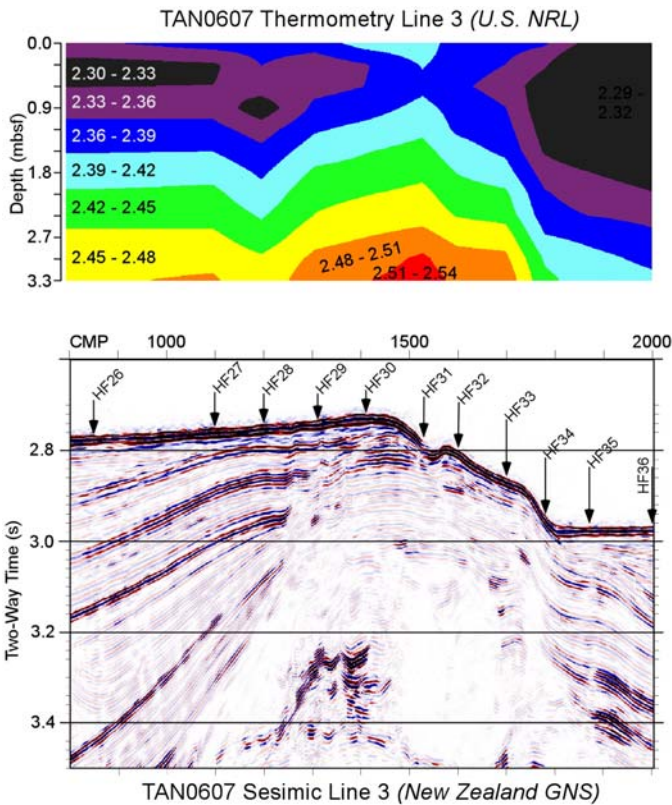 TAN0607 Thermometry Line 3 (U.S. NRL)
0.0
0.9
1.8
2.7
3.3
Depth (mbsf)
2.30 - 2.33
2.33 - 2.36
2.36 - 2.39
2.39 - 2.42
2.42 - 2.45
2.45 - 2.48
2.48 - 2.51
2.51 - 2.54
2.29 -
2.32
CMP 1000 1500 2000
HF26
HF27
HF28
HF29
HF30
HF31
HF32
HF33
HF34
HF35
HF36
2.8
3.0
3.2
3.4
Two-Way Time (s)
TAN0607 Sesimic Line 3 (New Zealand GNS)